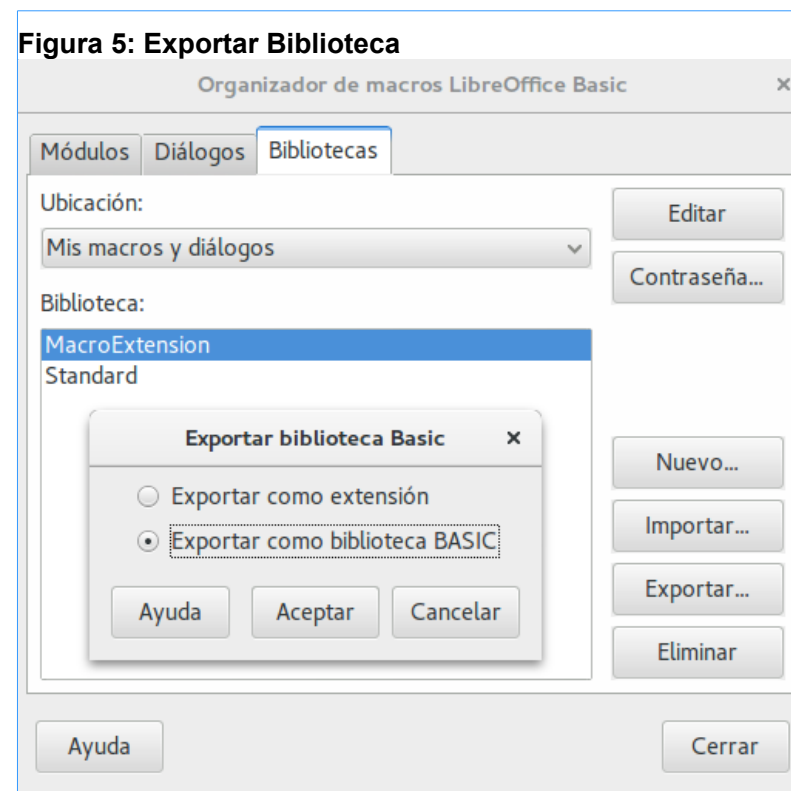 Figura 5: Exportar Biblioteca
Organizador de macros LibreOffice Basic
Módulos Diálogos Bibliotecas
Ubicación:
Mis macros y diálogos
Biblioteca:
MacroExtension
Standard
Editar
Contraseña...
Nuevo...
Importar...
Exportar...
Eliminar
Exportar biblioteca Basic
Exportar como extensión
Exportar como biblioteca BASIC
Ayuda Aceptar Cancelar
Ayuda Cerrar